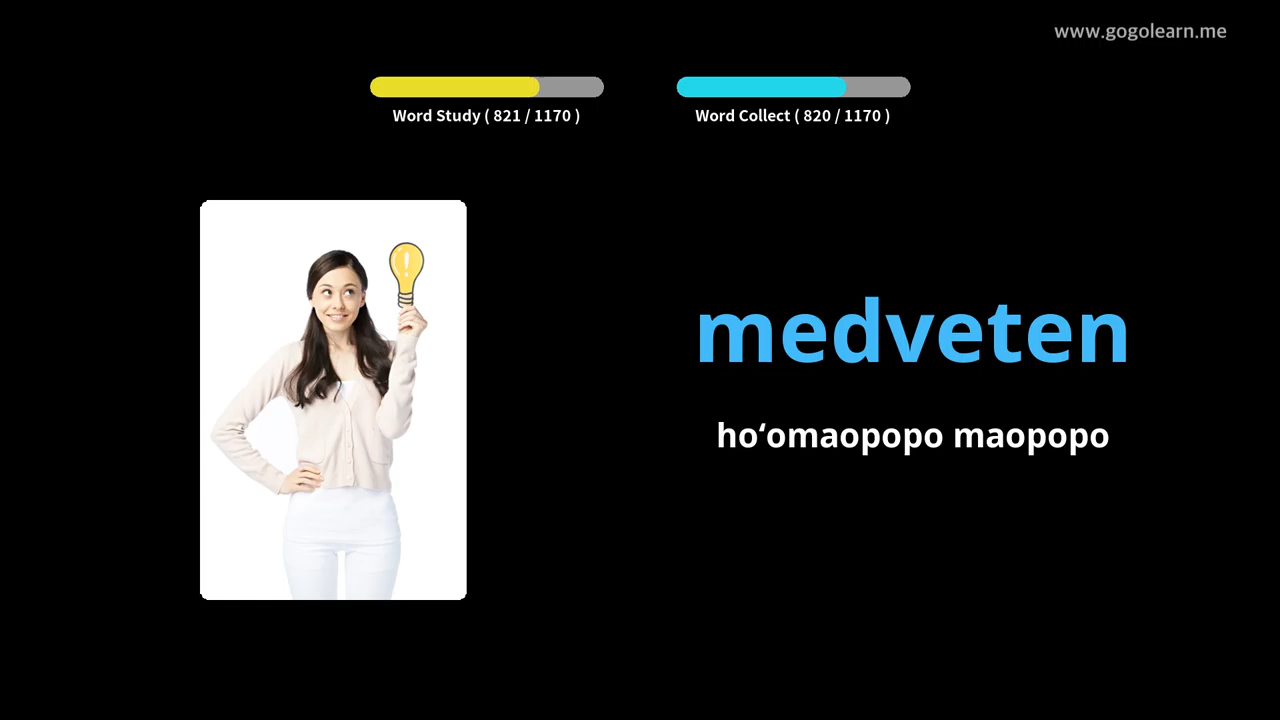 www.gogolearn.me
Word Study ( 821 / 1170 )
Word Collect ( 820 / 1170 )
!
medveten
hoʻomaopopo maopopo